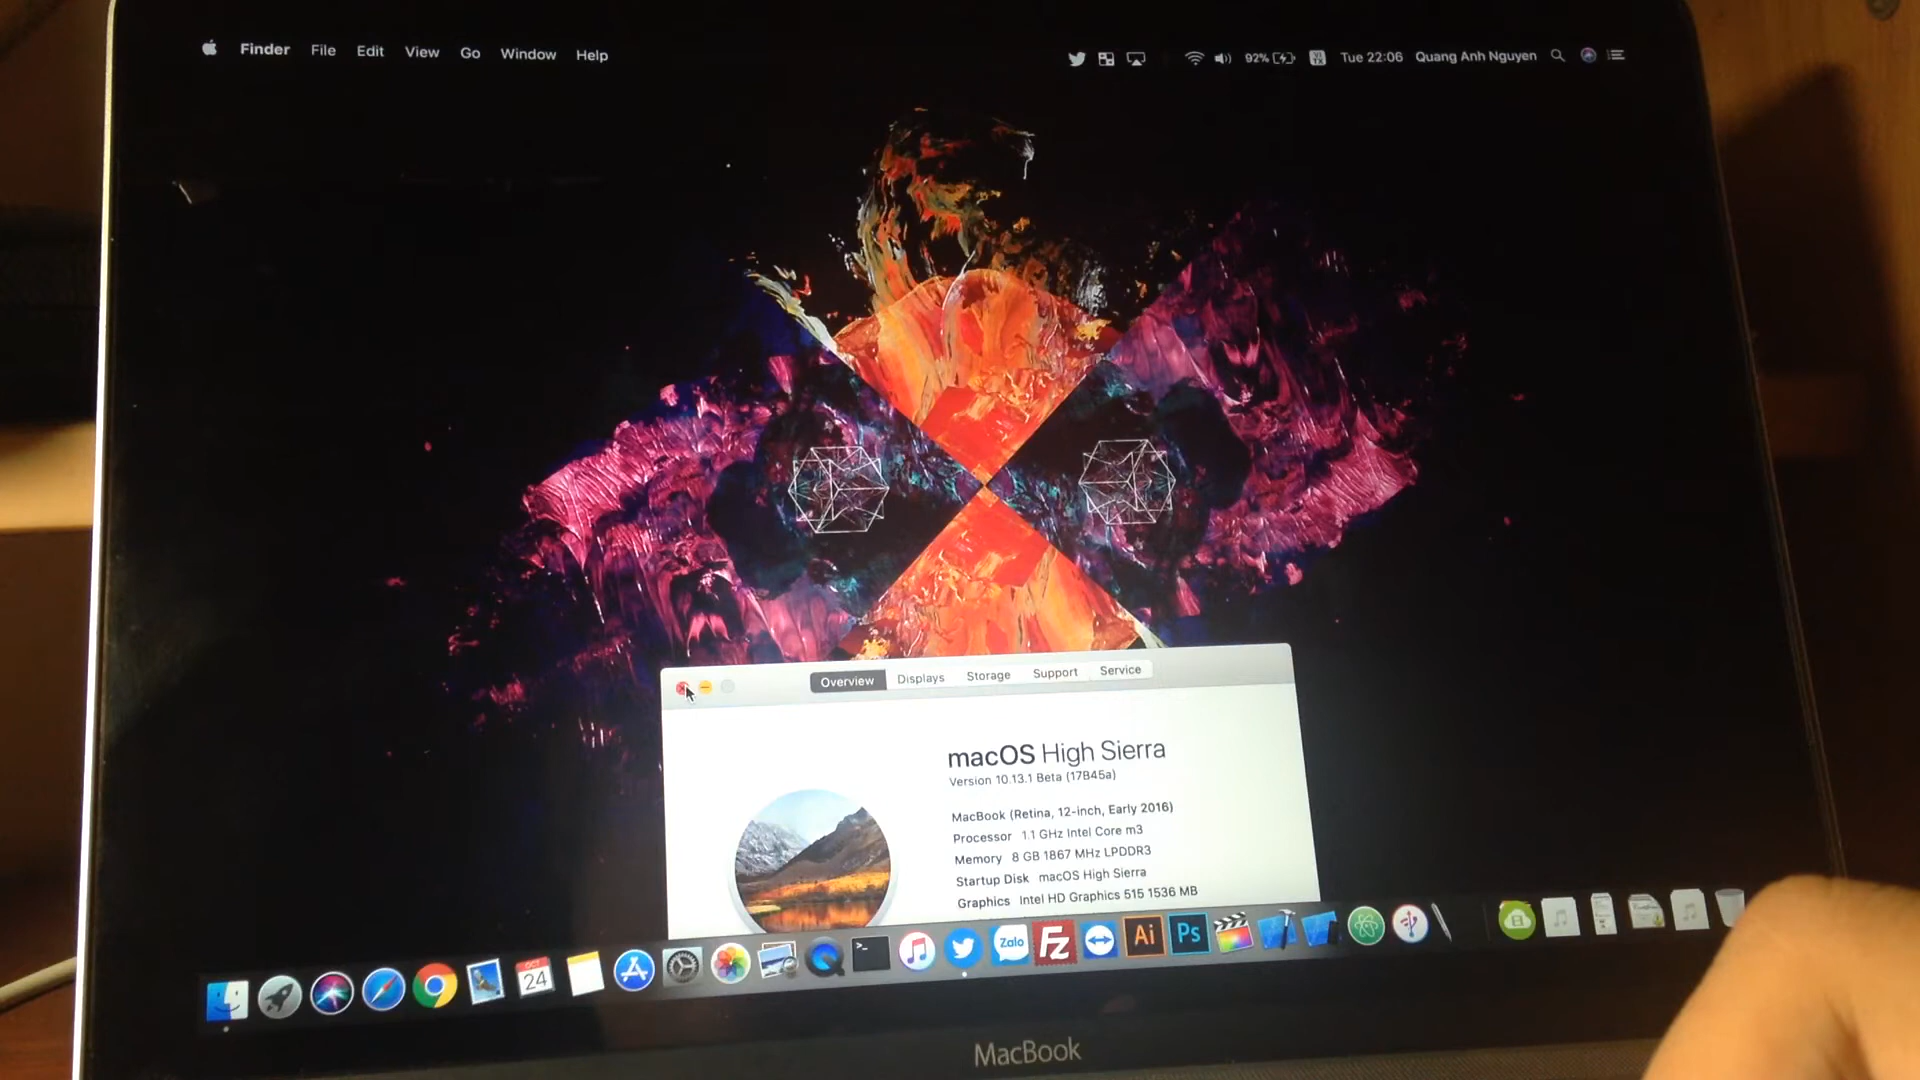 Finder File Edit View Go Window Help
92% Tue 22:06 Quang Anh Nguyen
Overview Displays Storage Support Service
macOS High Sierra
Version 10.13.1 Beta (17B45a)
MacBook (Retina, 12-inch, Early 2016)
Processor 1.1 GHz Intel Core m3
Memory 8 GB 1867 MHz LPDDR3
Startup Disk macOS High Sierra
Graphics Intel HD Graphics 515 1536 MB
OCT
24
>_
Zalo
Fz
Ai
Ps
MacBook